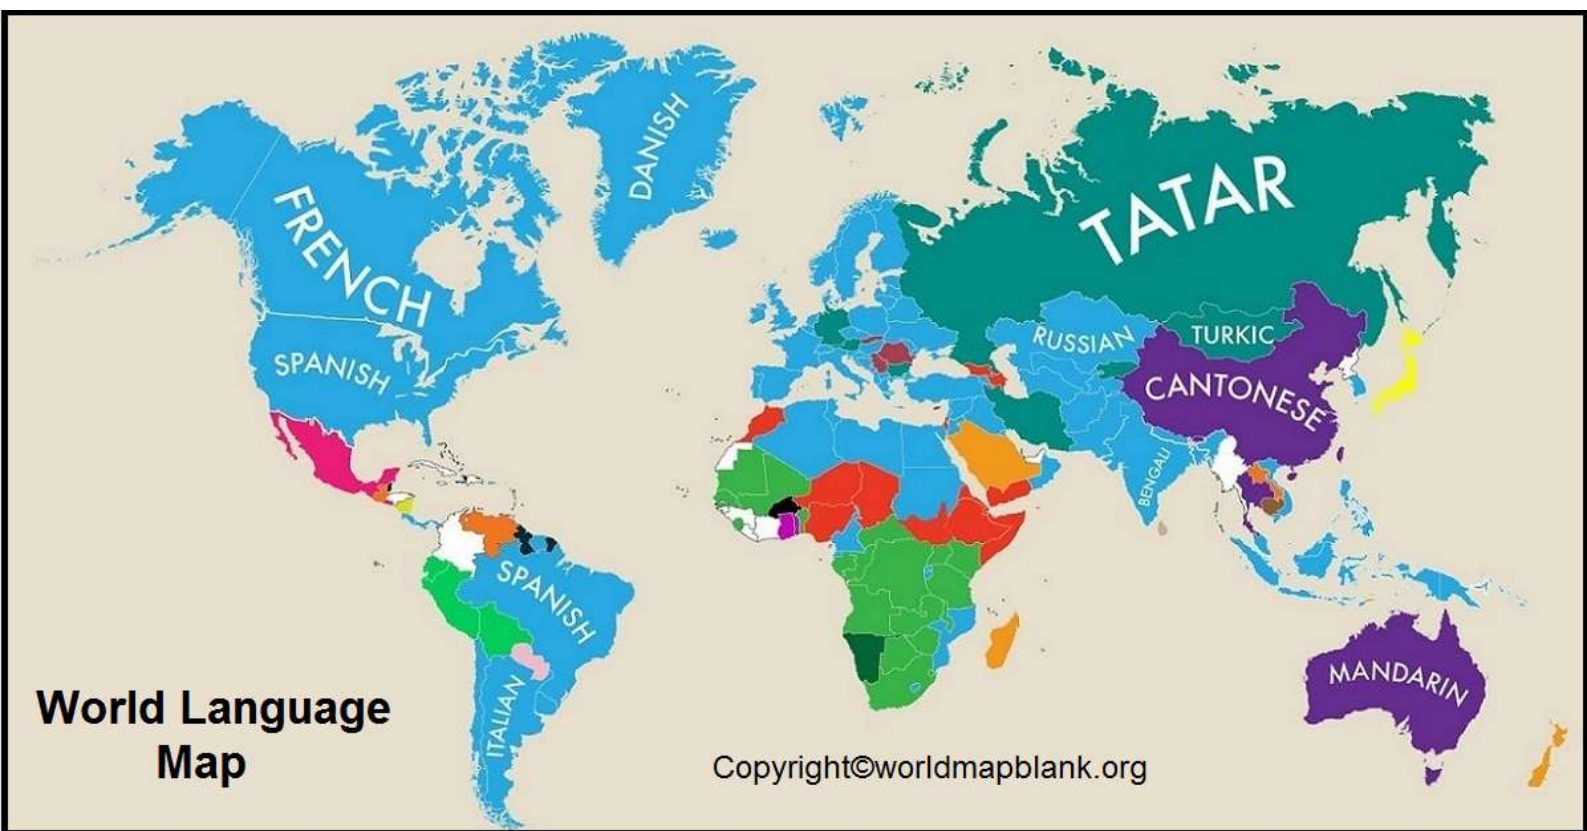 DANISH
FRENCH
TATAR
RUSSIAN
TURKIC
SPANISH
CANTONESE
BENGALI
SPANISH
MANDARIN
ITALIAN
World Language
Map
Copyright©worldmapblank.org